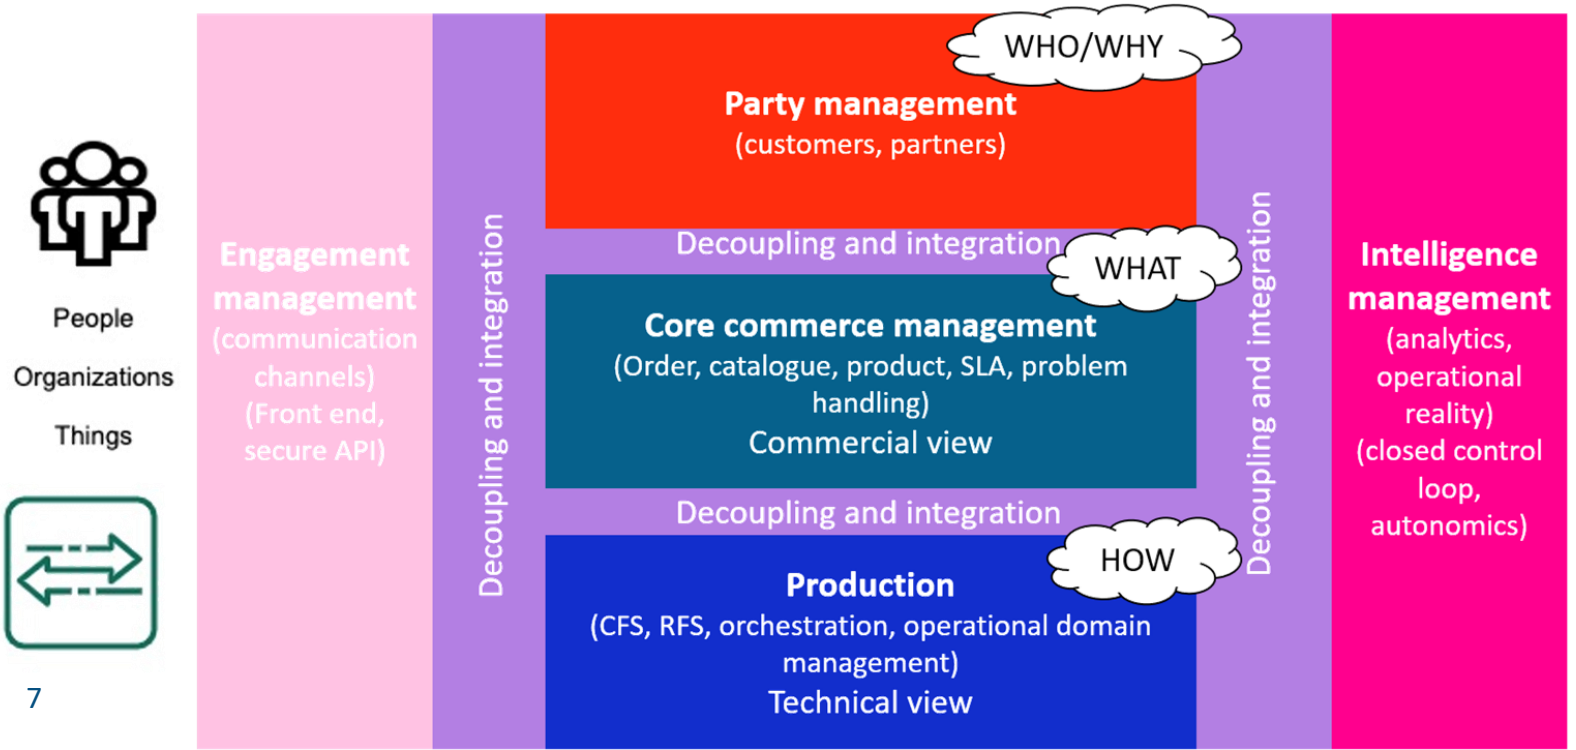 People
Organizations
Things
7
Engagement
management
(communication
channels)
(Front end,
secure API)
Decoupling and integration
WHO/WHY
Party management
(customers, partners)
Decoupling and integration
WHAT
Core commerce management
(Order, catalogue, product, SLA, problem
handling)
Commercial view
Decoupling and integration
HOW
Production
(CFS, RFS, orchestration, operational domain
management)
Technical view
Decoupling and integration
Intelligence
management
(analytics,
operational
reality)
(closed control
loop,
autonomics)